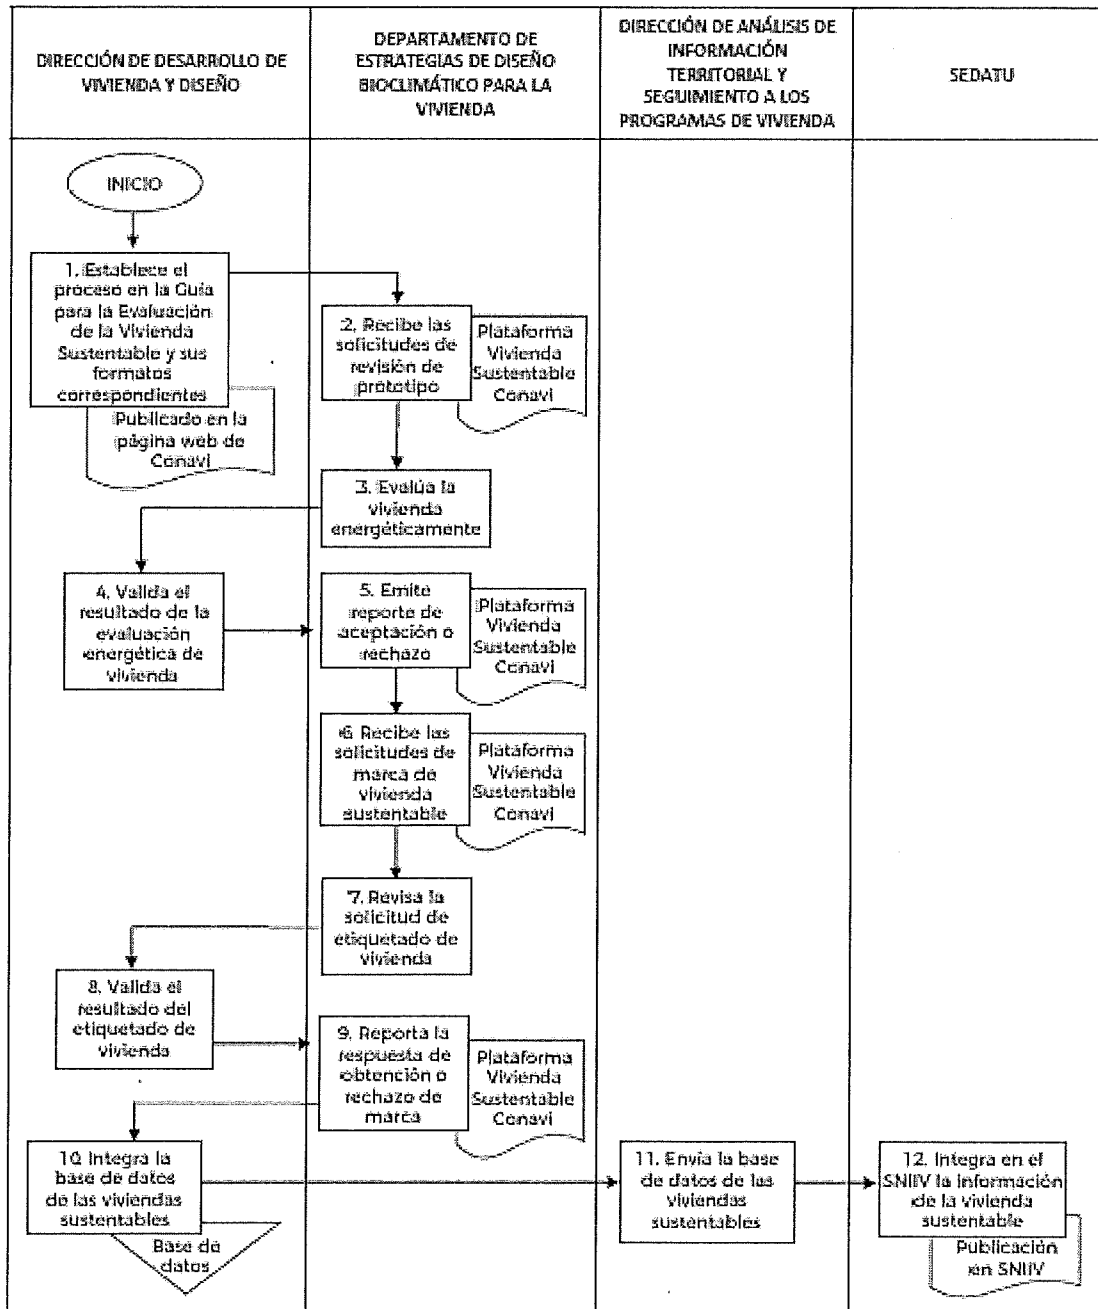 DIRECCIÓN DE DESARROLLO DE
VIVIENDA Y DISEÑO
DEPARTAMENTO DE
ESTRATEGIAS DE DISEÑO
BIOCLIMÁTICO PARA LA
VIVIENDA
DIRECCIÓN DE ANÁLISIS DE
INFORMACIÓN
TERRITORIAL Y
SEGUIMIENTO A LOS
PROGRAMAS DE VIVIENDA
SEDATU
INICIO
1. Establece el
proceso en la Guía
para la Evaluación
de la Vivienda
Sustentable y sus
formatos
correspondientes
Publicado en la
página web de
Conavi
2. Recibe las
solicitudes de
revisión de
prototipo
Plataforma
Vivienda
Sustentable
Conavi
3. Evalúa la
vivienda
energéticamente
4. Valida el
resultado de la
evaluación
energética de
vivienda
5. Emite
reporte de
aceptación o
rechazo
Plataforma
Vivienda
Sustentable
Conavi
6 Recibe las
solicitudes de
marca de
vivienda
sustentable
Plataforma
Vivienda
Sustentable
Conavi
7. Revisa la
solicitud de
etiquetado de
vivienda
8. Valida el
resultado del
etiquetado de
vivienda
9. Reporta la
respuesta de
obtención o
rechazo de
marca
Plataforma
Vivienda
Sustentable
Conavi
10. Integra la
base de datos
de las viviendas
sustentables
Base de
datos
11. Envía la base
de datos de las
viviendas
sustentables
12. Integra en el
SNIIV la información
de la vivienda
sustentable
Publicación
en SNIIV